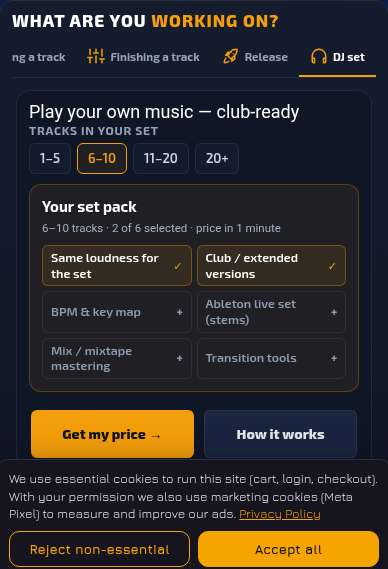 WHAT ARE YOU WORKING ON?
ng a track
Finishing a track
Release
DJ set
Play your own music — club-ready
TRACKS IN YOUR SET
1–5
6–10
11–20
20+
Your set pack
6–10 tracks · 2 of 6 selected · price in 1 minute
Same loudness for
the set
✓
Club / extended
versions
✓
BPM & key map
+
Ableton live set
(stems)
+
Mix / mixtape
mastering
+
Transition tools
+
Get my price →
How it works
We use essential cookies to run this site (cart, login, checkout).
With your permission we also use marketing cookies (Meta
Pixel) to measure and improve our ads. Privacy Policy
Reject non-essential
Accept all